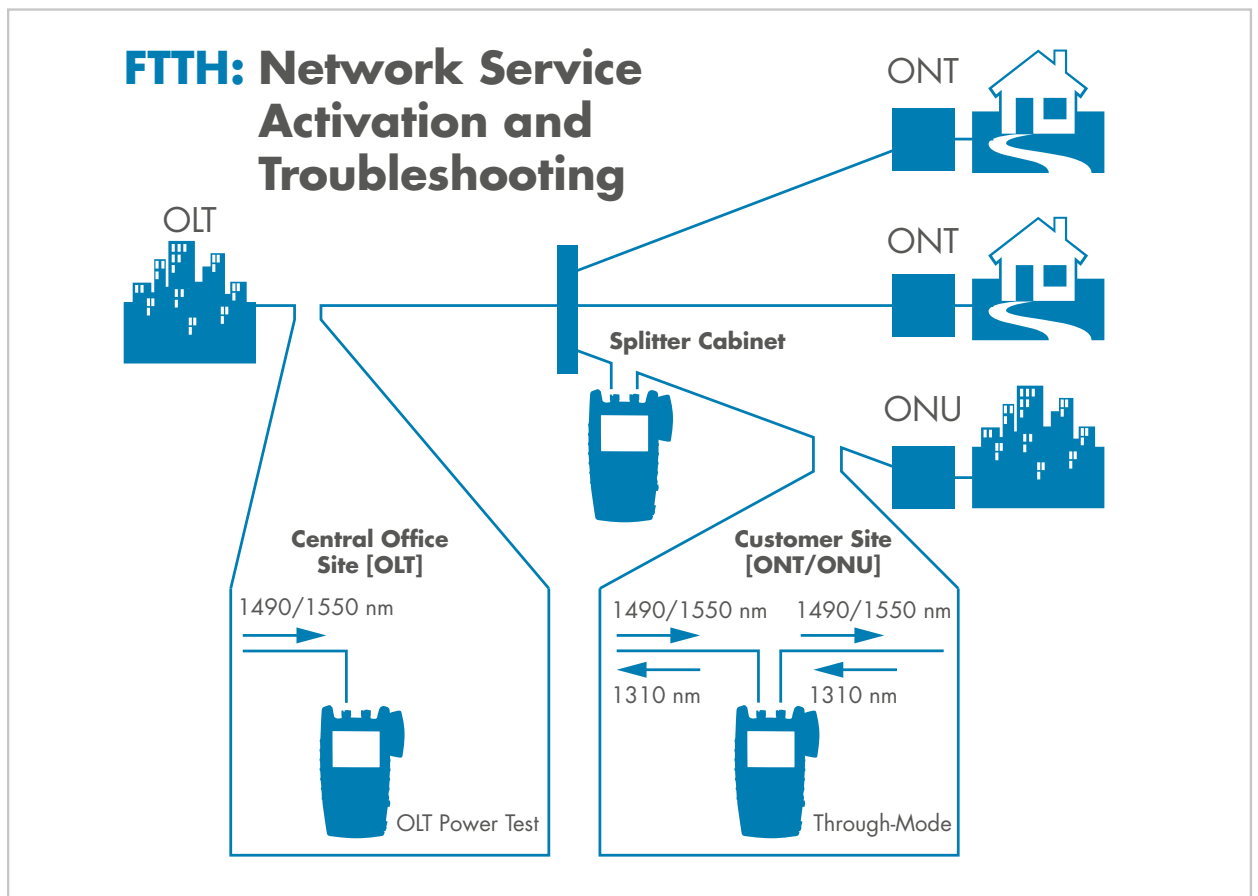 FTTH: Network Service
Activation and
Troubleshooting
ONT
OLT
ONT
Splitter Cabinet
ONU
Central Office
Site [OLT]
1490/1550 nm
OLT Power Test
Customer Site
[ONT/ONU]
1490/1550 nm
1490/1550 nm
1310 nm
1310 nm
Through-Mode